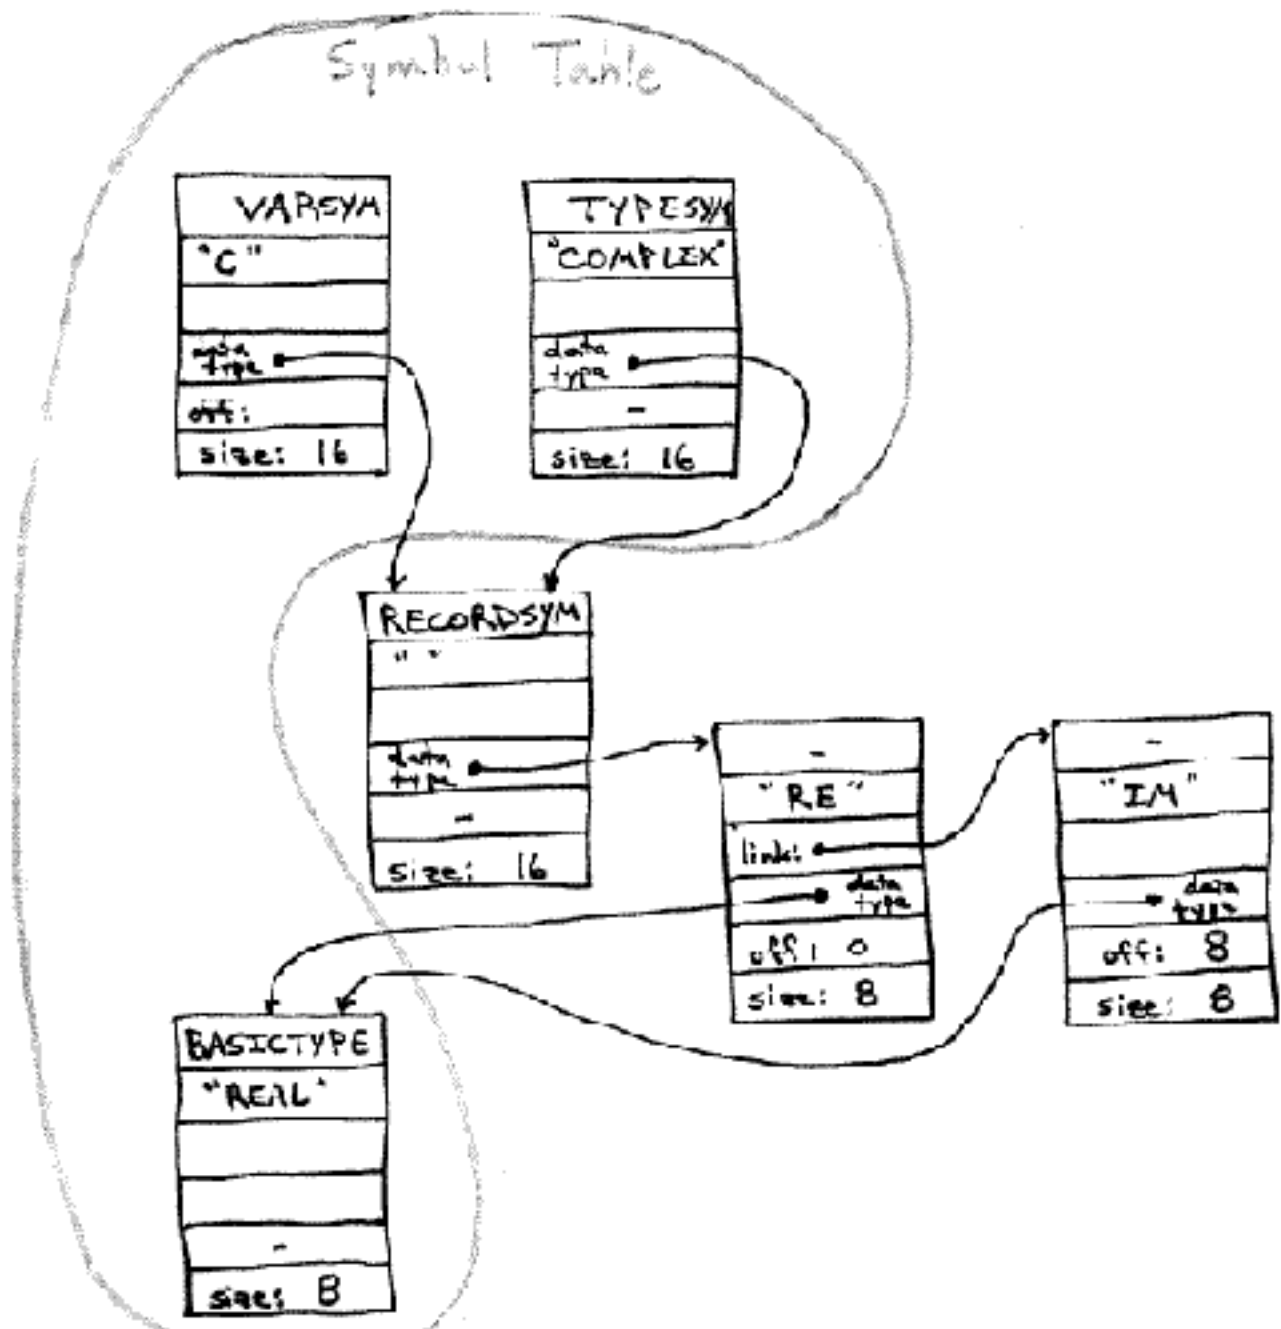 Symbol Table
VARSYM
"C"
data
type
off:
size: 16
TYPESYM
"COMPLEX"
data
type
-
size: 16
RECORDSYM
" "
data
type
-
size: 16
-
"RE"
link:
data
type
off: 0
size: 8
-
"IM"
data
type
off: 8
size: 8
BASICTYPE
"REAL"
-
size: 8